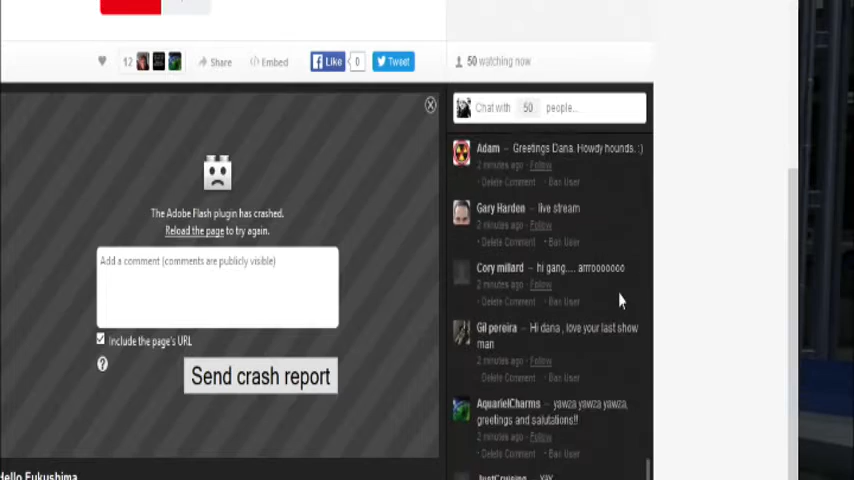 12 Share Embed Like 0 Tweet 50 watching now
Chat with 50 people...
The Adobe Flash plugin has crashed.
Reload the page to try again.
Add a comment (comments are publicly visible)
Include the page's URL
?
Send crash report
Hello Fukushima
Adam – Greetings Dana. Howdy hounds. :)
2 minutes ago · Follow
· Delete Comment · Ban User
Gary Harden – live stream
2 minutes ago · Follow
· Delete Comment · Ban User
Cory millard – hi gang.... arrrooooooo
2 minutes ago · Follow
· Delete Comment · Ban User
Gil pereira – Hi dana , love your last show
man
2 minutes ago · Follow
· Delete Comment · Ban User
AquarielCharms – yawza yawza yawza,
greetings and salutations!!
2 minutes ago · Follow
· Delete Comment · Ban User
JustCruising – yay